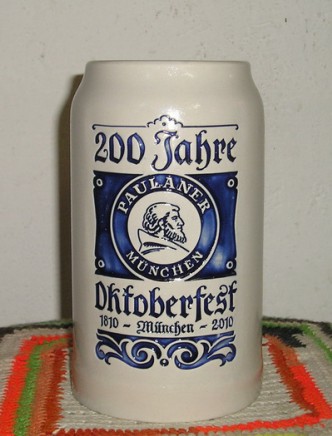 200 Jahre
PAULANER
MÜNCHEN
Oktoberfest
1810 - München - 2010